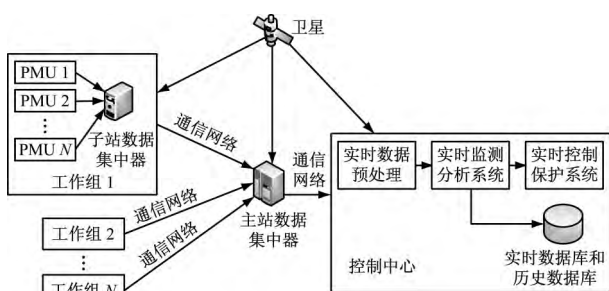 卫星
PMU 1
PMU 2
⋮
PMU N
子站数据
集中器
工作组 1
通信网络
工作组 2
⋮
工作组 N
通信网络
通信网络
主站数据
集中器
通信
网络
实时数据
预处理
实时监测
分析系统
实时控制
保护系统
实时数据库和
历史数据库
控制中心